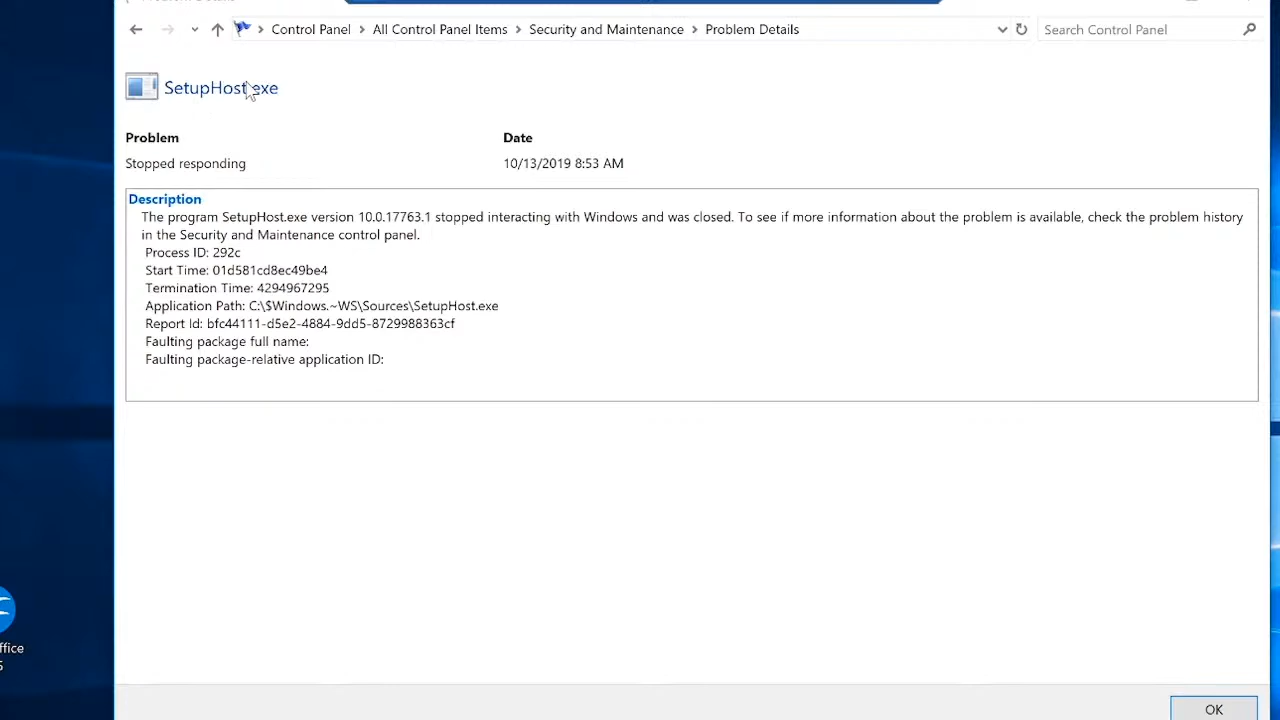 Control Panel > All Control Panel Items > Security and Maintenance > Problem Details
Search Control Panel
SetupHost.exe
Problem
Date
Stopped responding
10/13/2019 8:53 AM
Description
The program SetupHost.exe version 10.0.17763.1 stopped interacting with Windows and was closed. To see if more information about the problem is available, check the problem history
in the Security and Maintenance control panel.
Process ID: 292c
Start Time: 01d581cd8ec49be4
Termination Time: 4294967295
Application Path: C:\$Windows.~WS\Sources\SetupHost.exe
Report Id: bfc44111-d5e2-4884-9dd5-8729988363cf
Faulting package full name:
Faulting package-relative application ID:
ffice
5
OK